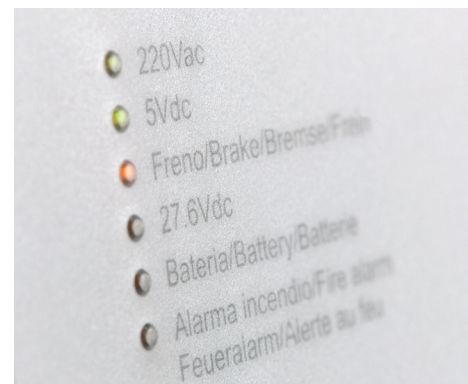 220Vac
5Vdc
Freno/Brake/Bremse/Frein
27.6Vdc
Bateria/Battery/Batterie
Alarma incendio/Fire alarm
Feueralarm/Alerte au feu